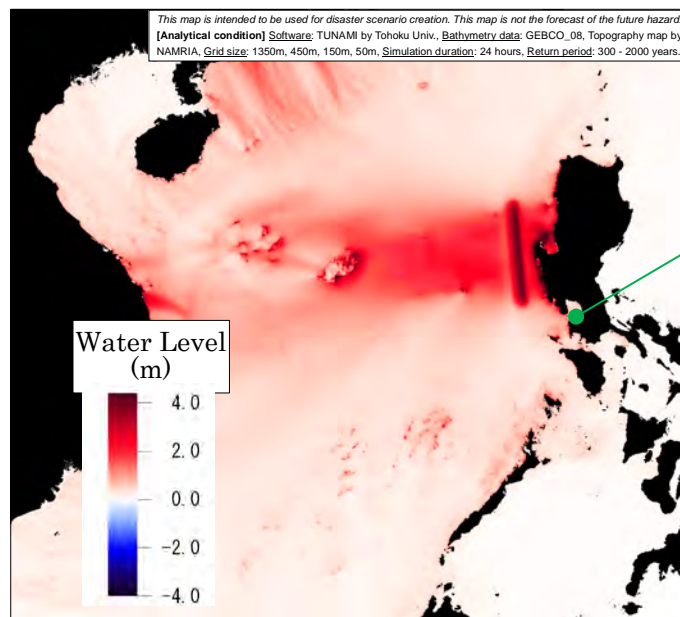 This map is intended to be used for disaster scenario creation. This map is not the forecast of the future hazard.
[Analytical condition] Software: TUNAMI by Tohoku Univ., Bathymetry data: GEBCO_08, Topography map by
NAMRIA, Grid size: 1350m, 450m, 150m, 50m, Simulation duration: 24 hours, Return period: 300 - 2000 years.
Water Level
(m)
4.0
2.0
0.0
-2.0
-4.0